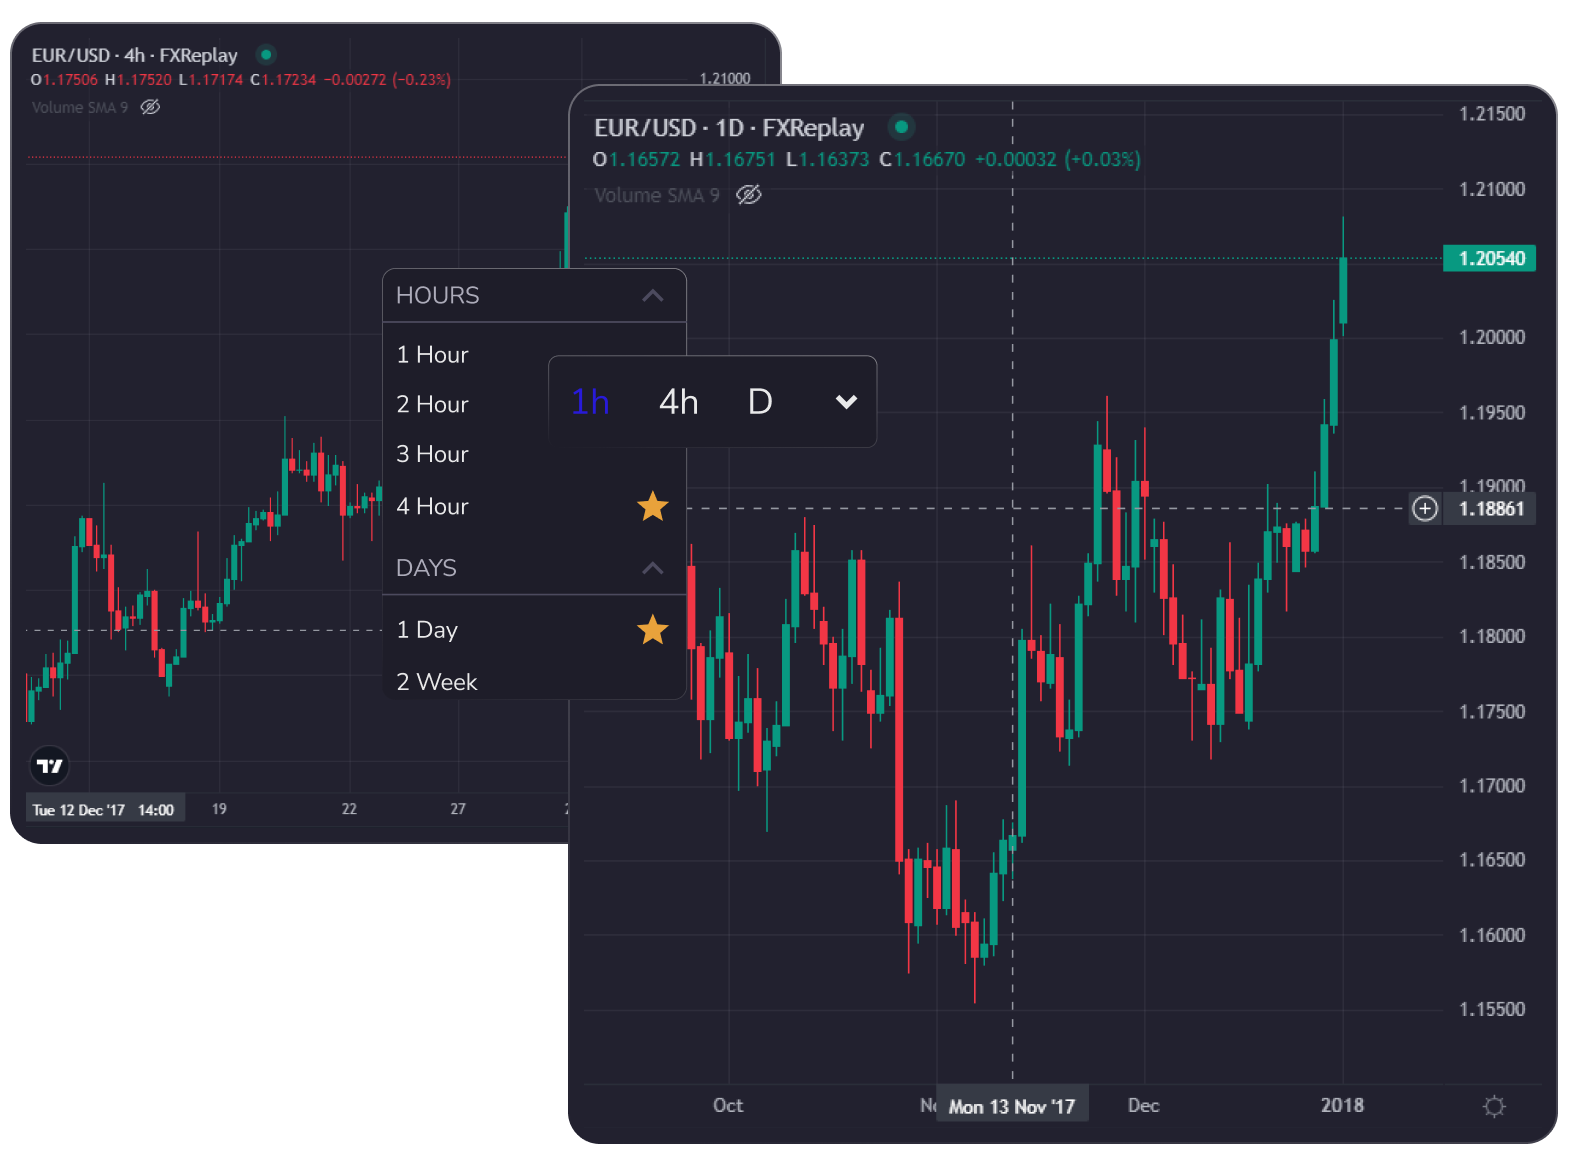 EUR/USD · 4h · FXReplay
O1.17506 H1.17520 L1.17174 C1.17234 −0.00272 (−0.23%)
Volume SMA 9
1.21000
Tue 12 Dec '17 14:00
19
22
27
HOURS
1 Hour
2 Hour
3 Hour
4 Hour
DAYS
1 Day
2 Week
1h 4h D
EUR/USD · 1D · FXReplay
O1.16572 H1.16751 L1.16373 C1.16670 +0.00032 (+0.03%)
Volume SMA 9
1.21500
1.21000
1.20540
1.20000
1.19500
1.19000
1.18861
1.18500
1.18000
1.17500
1.17000
1.16500
1.16000
1.15500
Oct
Mon 13 Nov '17
Dec
2018